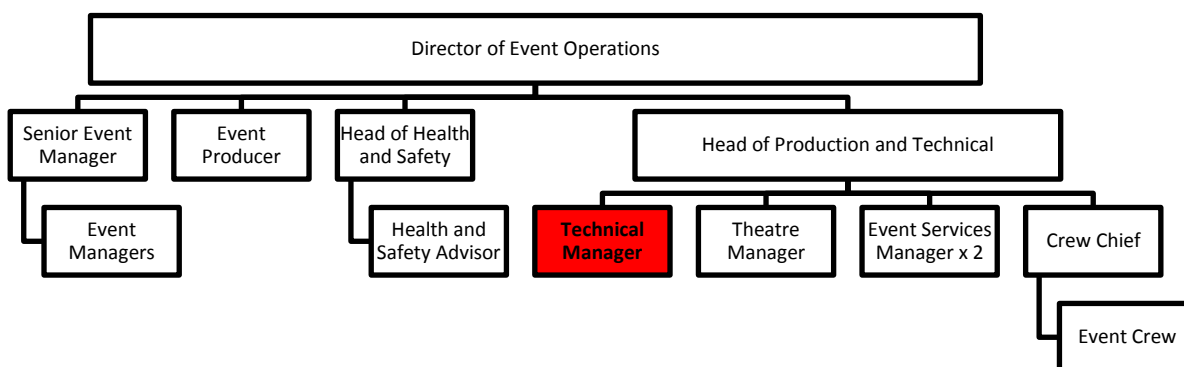 Director of Event Operations
Senior Event
Manager
Event
Producer
Head of Health
and Safety
Head of Production and Technical
Event
Managers
Health and
Safety Advisor
Technical
Manager
Theatre
Manager
Event Services
Manager x 2
Crew Chief
Event Crew